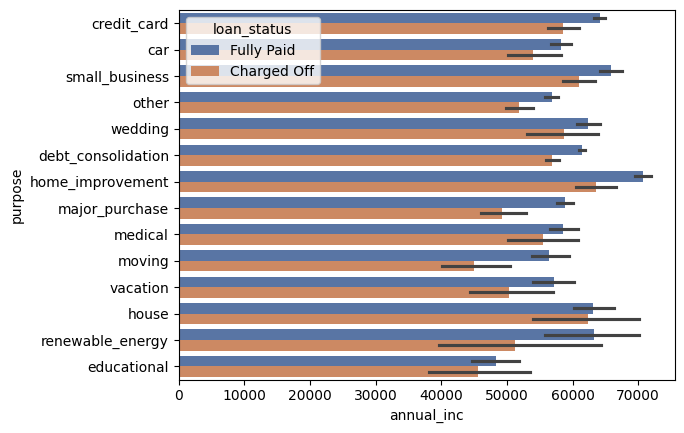 credit_card
car
small_business
other
wedding
debt_consolidation
home_improvement
major_purchase
medical
moving
vacation
house
renewable_energy
educational
purpose
loan_status
Fully Paid
Charged Off
0 10000 20000 30000 40000 50000 60000 70000
annual_inc